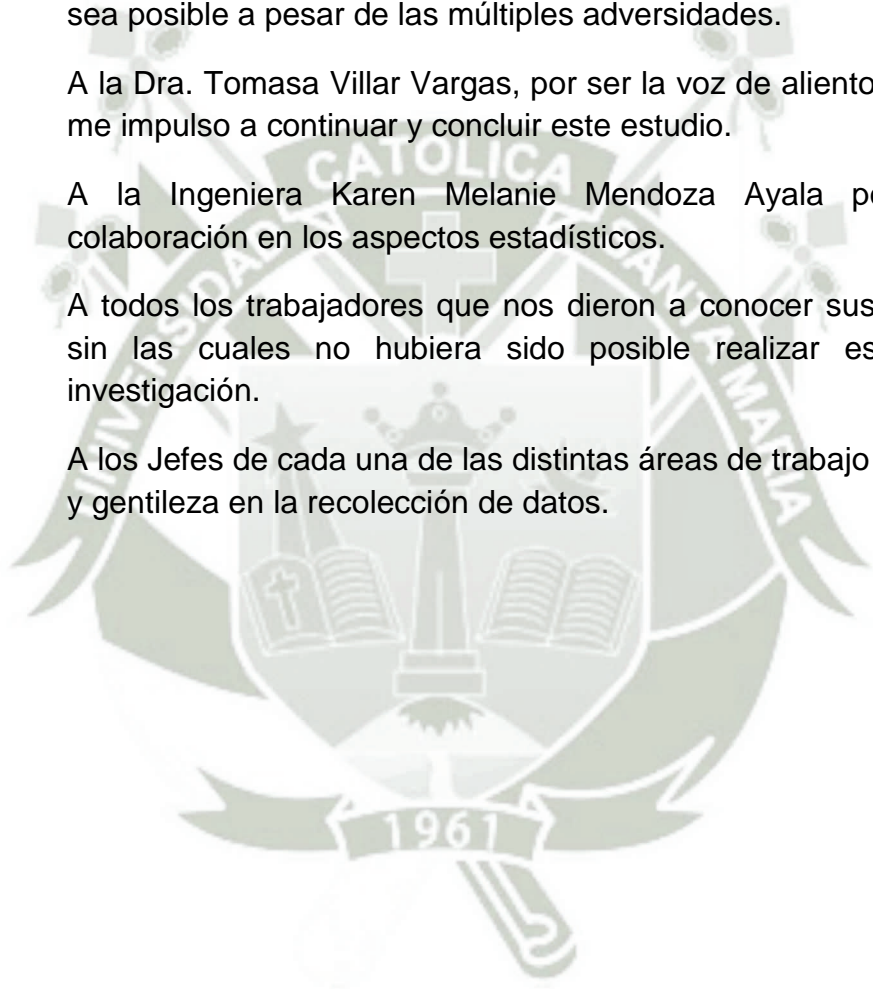 sea posible a pesar de las múltiples adversidades.
A la Dra. Tomasa Villar Vargas, por ser la voz de aliento
me impulso a continuar y concluir este estudio.
A la Ingeniera Karen Melanie Mendoza Ayala
colaboración en los aspectos estadísticos.
A todos los trabajadores que nos dieron a conocer sus
sin las cuales no hubiera sido posible realizar
investigación.
A los Jefes de cada una de las distintas áreas de trabajo
y gentileza en la recolección de datos.
UNIVERSIDAD CATOLICA SANTA MARIA
1961